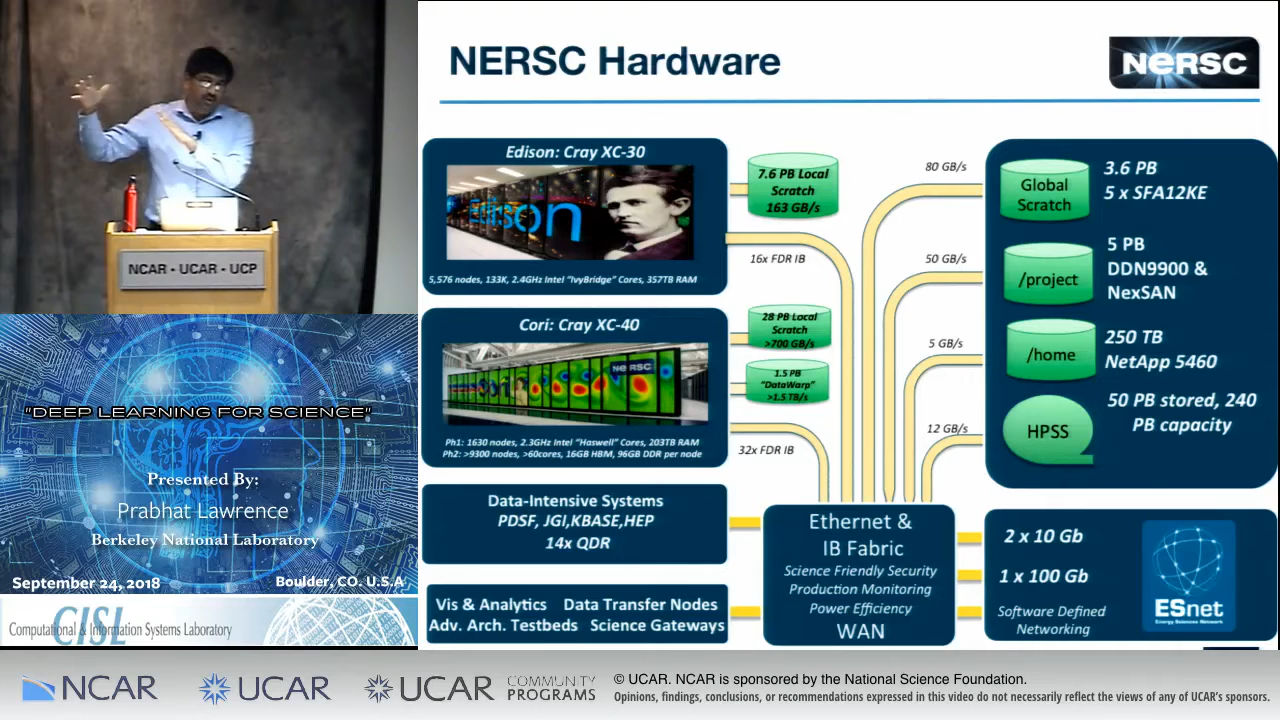 NERSC Hardware
NERSC
Edison: Cray XC-30
Edison
5,576 nodes, 133K, 2.4GHz Intel “IvyBridge” Cores, 357TB RAM
7.6 PB Local
Scratch
163 GB/s
16x FDR IB
Cori: Cray XC-40
NERSC
Ph1: 1630 nodes, 2.3GHz Intel “Haswell” Cores, 203TB RAM
Ph2: >9300 nodes, >60cores, 16GB HBM, 96GB DDR per node
28 PB Local
Scratch
>700 GB/s
1.5 PB
“DataWarp”
>1.5 TB/s
32x FDR IB
Data-Intensive Systems
PDSF, JGI,KBASE,HEP
14x QDR
Vis & Analytics Data Transfer Nodes
Adv. Arch. Testbeds Science Gateways
80 GB/s
50 GB/s
5 GB/s
12 GB/s
Global
Scratch
3.6 PB
5 x SFA12KE
/project
5 PB
DDN9900 &
NexSAN
/home
250 TB
NetApp 5460
HPSS
50 PB stored, 240
PB capacity
Ethernet &
IB Fabric
Science Friendly Security
Production Monitoring
Power Efficiency
WAN
2 x 10 Gb
1 x 100 Gb
Software Defined
Networking
ESnet
Energy Sciences Network
NCAR • UCAR • UCP
"DEEP LEARNING FOR SCIENCE"
Presented By:
Prabhat Lawrence
Berkeley National Laboratory
September 24, 2018
Boulder, CO. U.S.A
CISL
Computational & Information Systems Laboratory
NCAR
UCAR
UCAR
COMMUNITY
PROGRAMS
© UCAR. NCAR is sponsored by the National Science Foundation.
Opinions, findings, conclusions, or recommendations expressed in this video do not necessarily reflect the views of any of UCAR's sponsors.